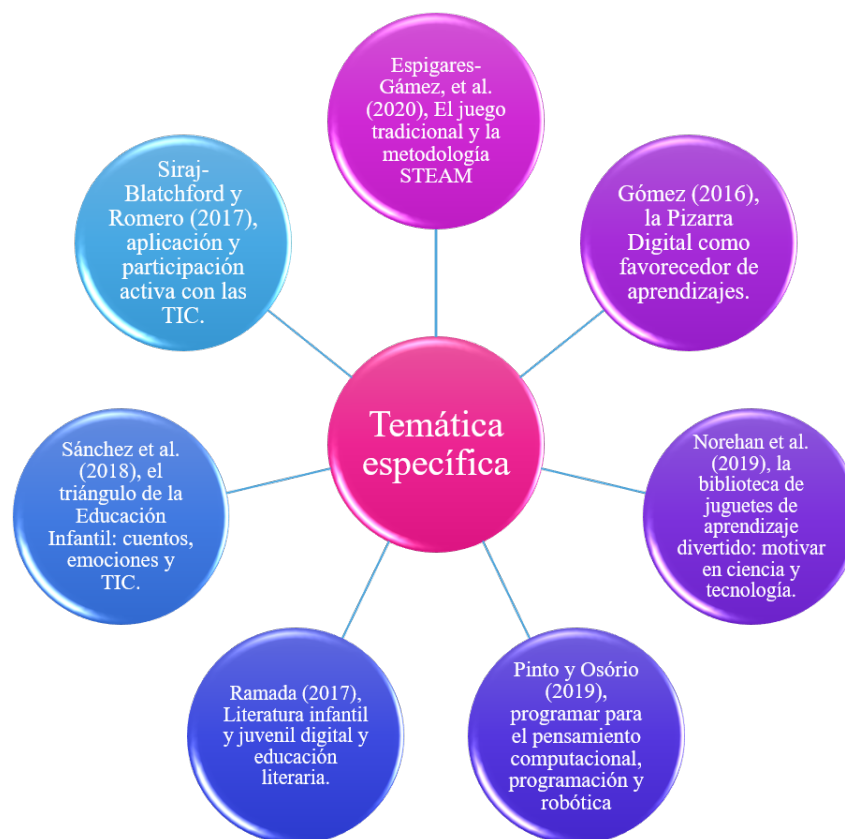 Espigares-
Gámez, et al.
(2020), El juego
tradicional y la
metodología
STEAM
Gómez (2016),
la Pizarra
Digital como
favorecedor de
aprendizajes.
Norehan et al.
(2019), la
biblioteca de
juguetes de
aprendizaje
divertido: motivar
en ciencia y
tecnología.
Pinto y Osório
(2019),
programar para
el pensamiento
computacional,
programación y
robótica
Ramada (2017),
Literatura infantil
y juvenil digital y
educación
literaria.
Sánchez et al.
(2018), el
triángulo de la
Educación
Infantil: cuentos,
emociones y
TIC.
Siraj-
Blatchford y
Romero (2017),
aplicación y
participación
activa con las
TIC.
Temática
específica